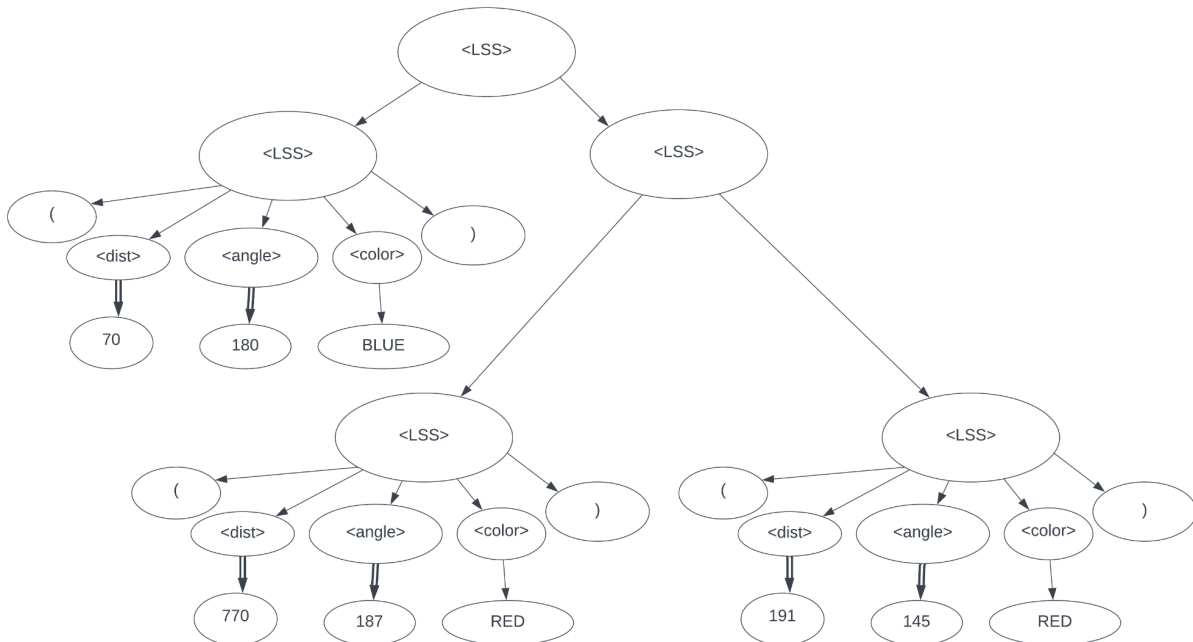 <LSS>
<LSS>
<LSS>
(
<dist>
<angle>
<color>
)
70
180
BLUE
<LSS>
<LSS>
(
<dist>
<angle>
<color>
)
(
<dist>
<angle>
<color>
)
770
187
RED
191
145
RED